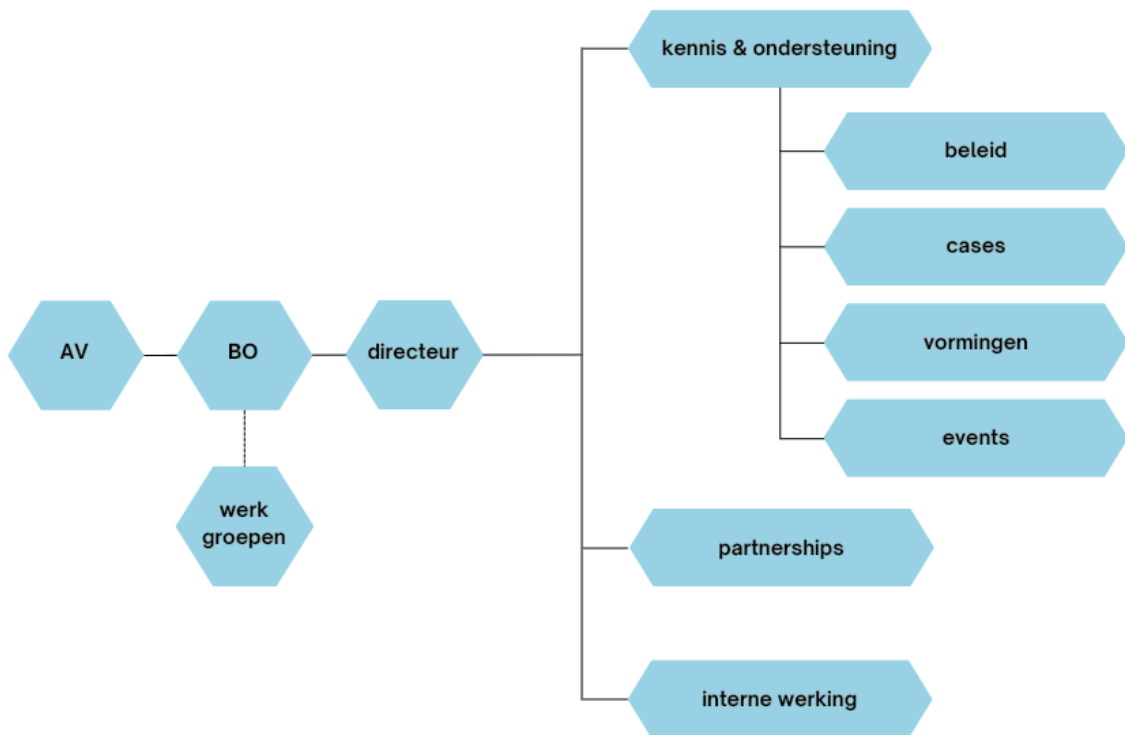 kennis & ondersteuning
beleid
cases
vormingen
events
AV
BO
directeur
werk
groepen
partnerships
interne werking